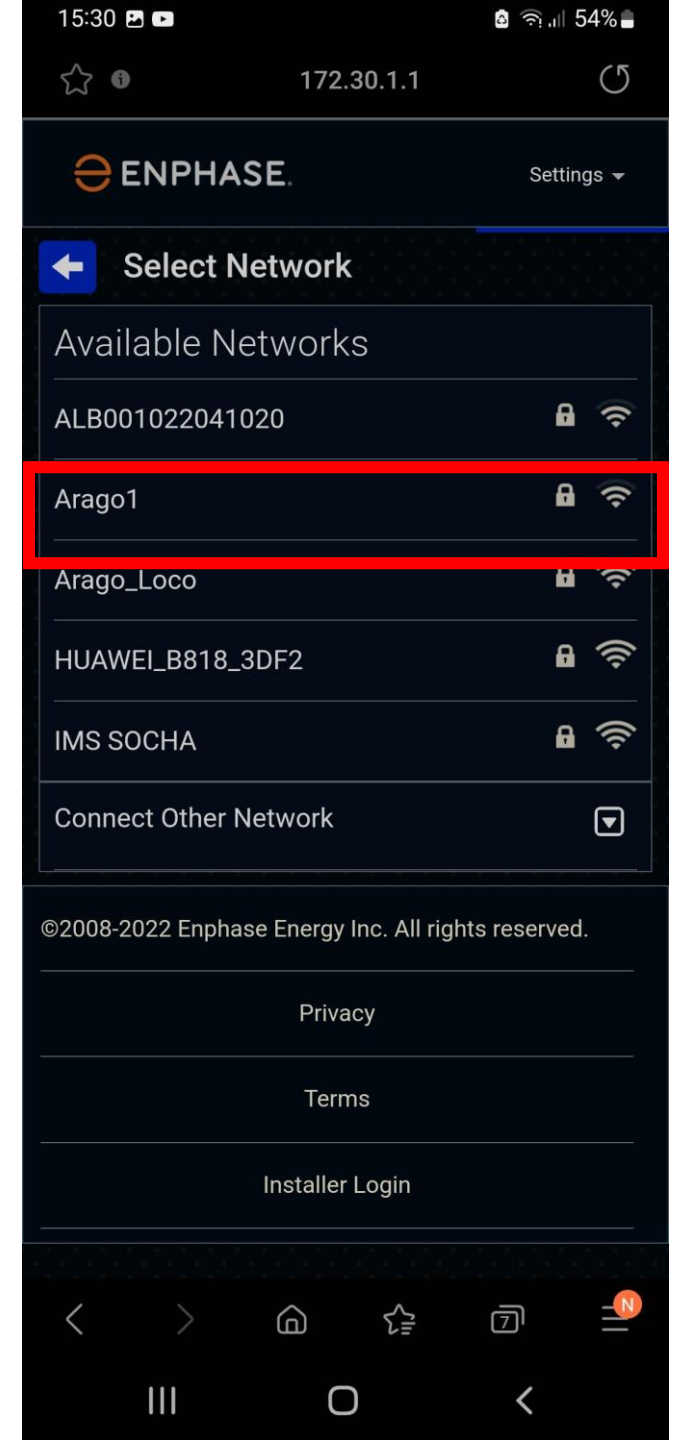 15:30 54%
172.30.1.1
ENPHASE. Settings
Select Network
Available Networks
ALB001022041020
Arago1
Arago_Loco
HUAWEI_B818_3DF2
IMS SOCHA
Connect Other Network
©2008-2022 Enphase Energy Inc. All rights reserved.
Privacy
Terms
Installer Login
7 N